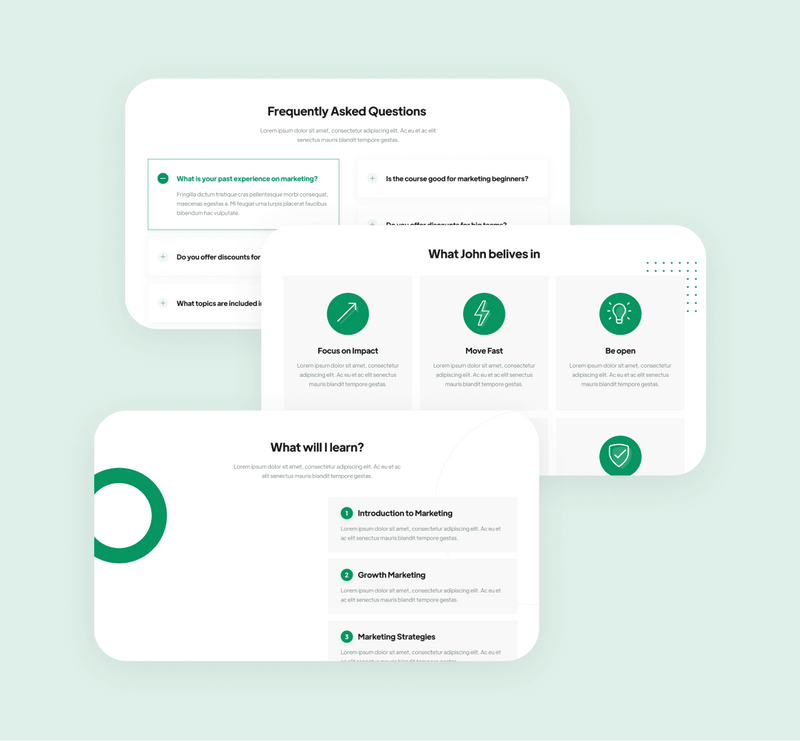 Frequently Asked Questions
Lorem ipsum dolor sit amet, consectetur adipiscing elit. Ac eu et ac elit
senectus mauris blandit tempore gestas.
What is your past experience on marketing?
Fringilla dictum tristique cras pellentesque morbi consequat,
maecenas egestas a. Mi feugiat urna turpis placerat faucibus
bibendum hac vulputate.
Is the course good for marketing beginners?
Do you offer discounts for big teams?
Do you offer discounts for
What topics are included
What John belives in
Focus on Impact
Lorem ipsum dolor sit amet, consectetur
adipiscing elit. Ac eu et ac elit senectus
mauris blandit tempor gestas.
Move Fast
Lorem ipsum dolor sit amet, consectetur
adipiscing elit. Ac eu et ac elit senectus
mauris blandit tempor gestas.
Be open
Lorem ipsum dolor sit amet, consectetur
adipiscing elit. Ac eu et ac elit senectus
mauris blandit tempor gestas.
What will I learn?
Lorem ipsum dolor sit amet, consectetur adipiscing elit. Ac eu et ac
elit senectus mauris blandit tempore gestas.
1 Introduction to Marketing
Lorem ipsum dolor sit amet, consectetur adipiscing elit. Ac eu et
ac elit senectus mauris blandit tempore gestas.
2 Growth Marketing
Lorem ipsum dolor sit amet, consectetur adipiscing elit. Ac eu et
ac elit senectus mauris blandit tempore gestas.
3 Marketing Strategies
Lorem ipsum dolor sit amet, consectetur adipiscing elit. Ac eu et